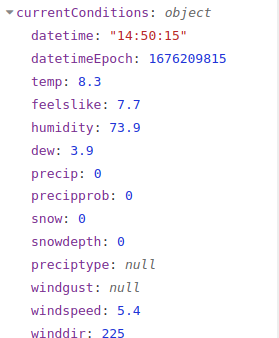 currentConditions: object
datetime: "14:50:15"
datetimeEpoch: 1676209815
temp: 8.3
feelslike: 7.7
humidity: 73.9
dew: 3.9
precip: 0
precipprob: 0
snow: 0
snowdepth: 0
preciptype: null
windgust: null
windspeed: 5.4
winddir: 225